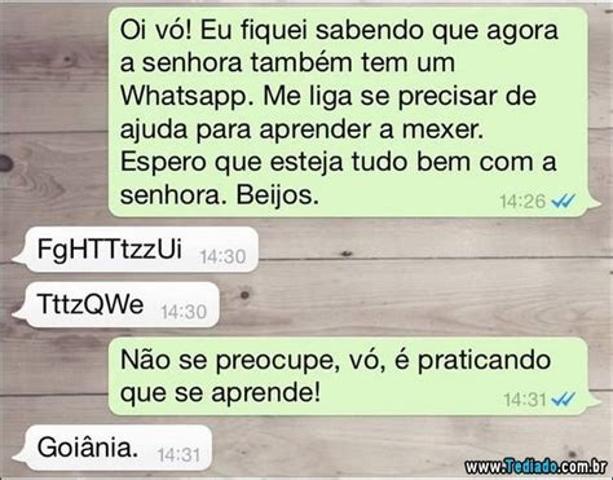 Oi vó! Eu fiquei sabendo que agora
a senhora também tem um
Whatsapp. Me liga se precisar de
ajuda para aprender a mexer.
Espero que esteja tudo bem com a
senhora. Beijos.
14:26
FgHTTtzzUi
14:30
TttzQWe
14:30
Não se preocupe, vó, é praticando
que se aprende!
14:31
Goiânia.
14:31
www.Tediado.com.br